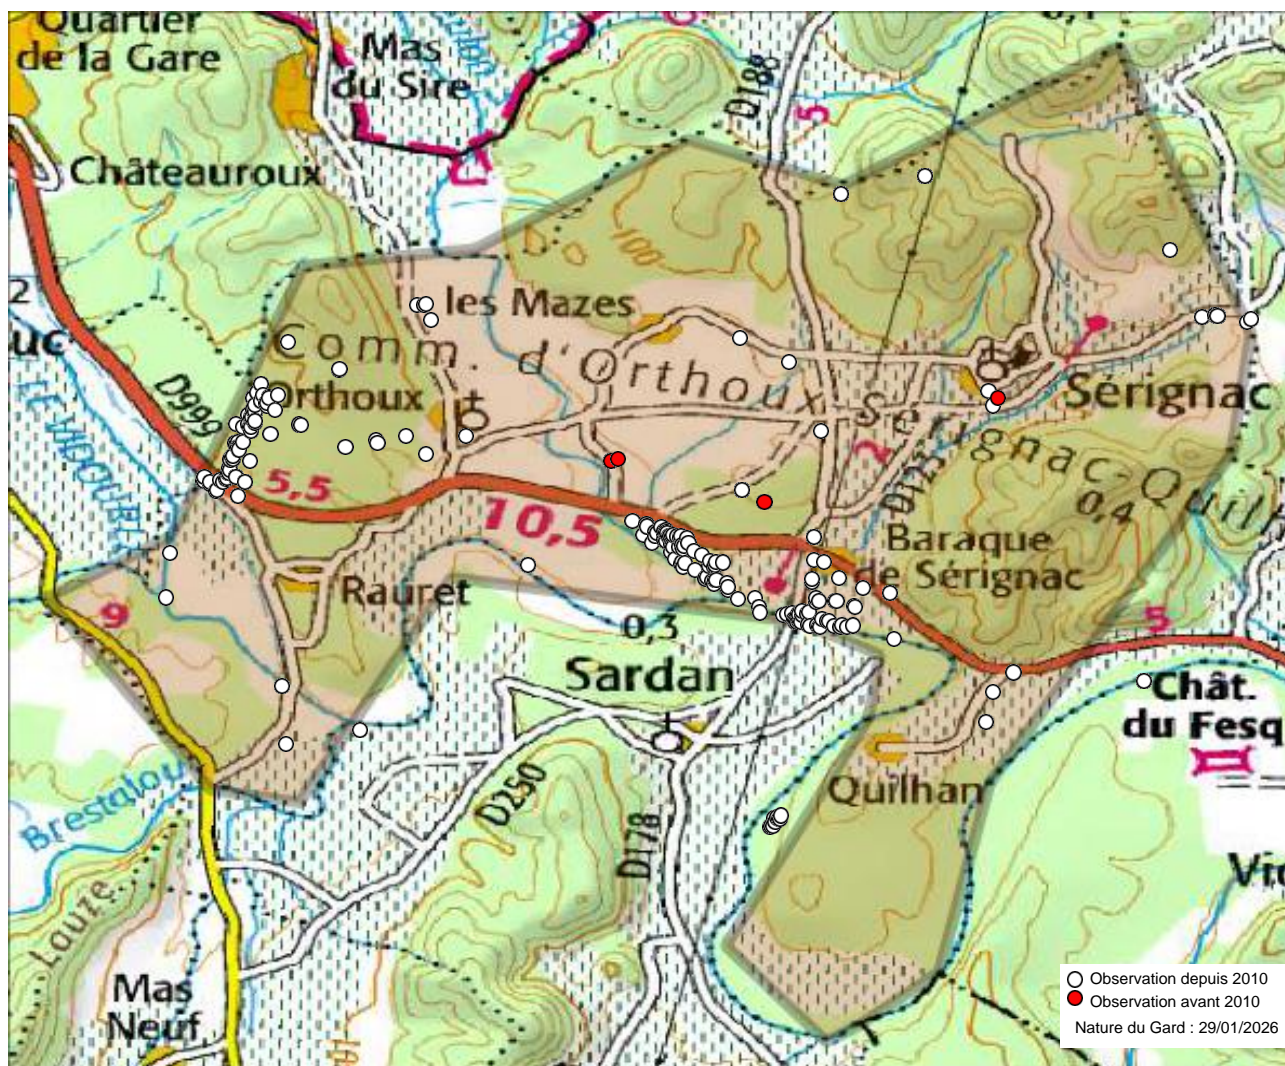 Quartier
de la Gare
Mas
du Sire
D188
5
Châteauroux
100
2
les Mazes
Comm. d'Orthoux Sérignac-Quilh
D999
Orthoux
Sérignac
2
0,4
LE VIDOURLE
5,5
10,5
Baraque
de Sérignac
Rauret
9
0,3
5
Sardan
Chât.
du Fesq
Brestalou
D250
Quilhan
D178
Louze
Mas
Neuf
Observation depuis 2010
Observation avant 2010
Nature du Gard : 29/01/2026